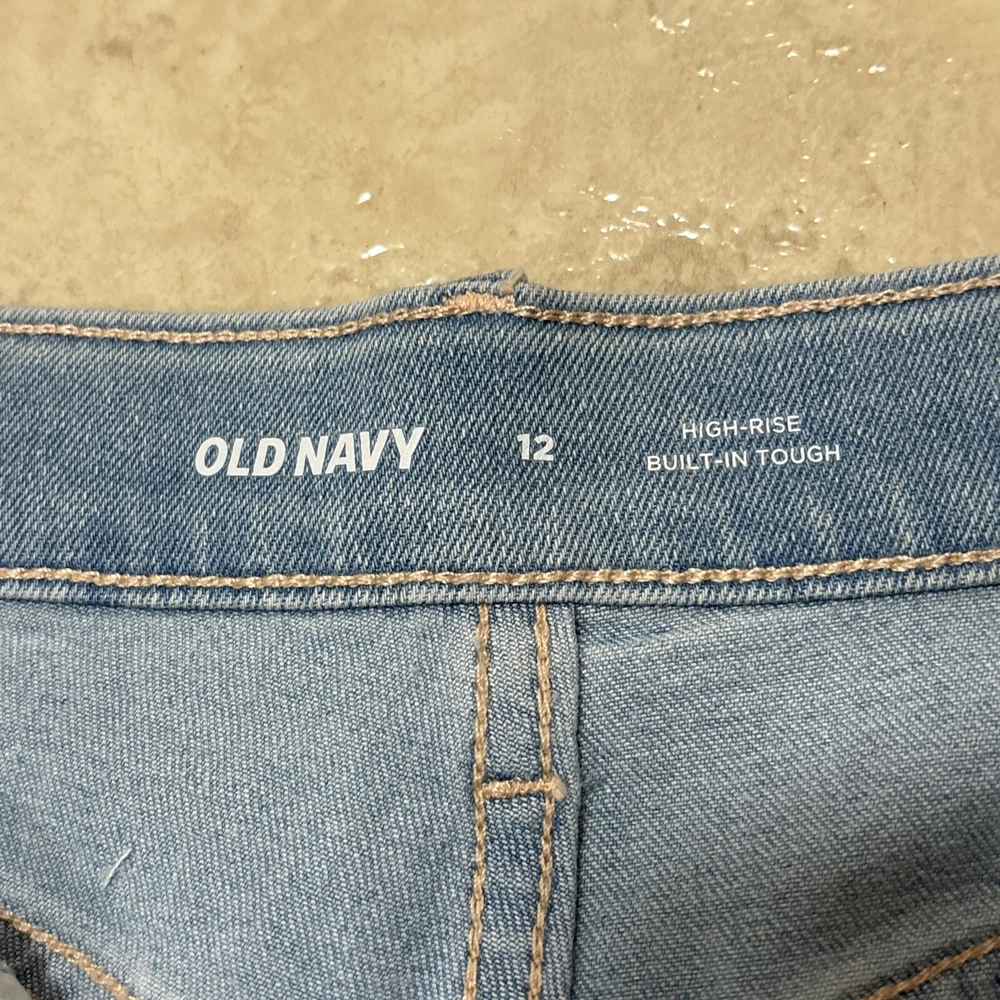 OLD NAVY
12
HIGH-RISE
BUILT-IN TOUGH